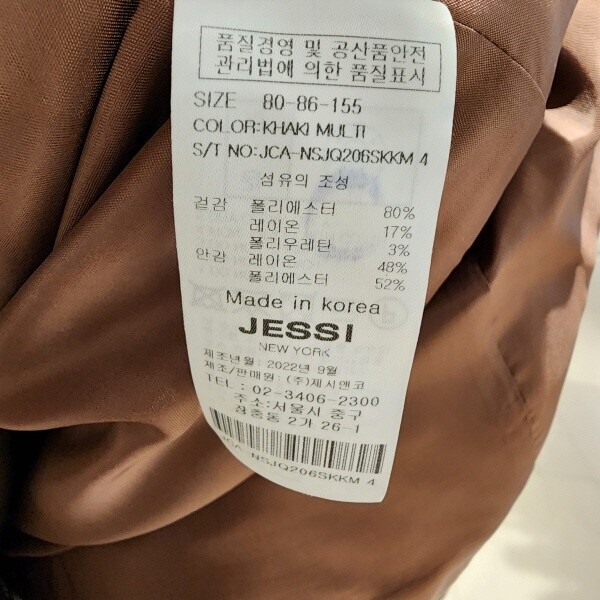 품질경영 및 공산품안전
관리법에 의한 품질표시
SIZE 80-86-155
COLOR:KHAKI MULTI
S/T NO:JCA-NSJQ206SKKM 4
섬유의 조성
겉감 폴리에스터 80%
레이온 17%
폴리우레탄 3%
안감 레이온 48%
폴리에스터 52%
Made in korea
JESSI
NEW YORK
제조년월: 2022년 9월
제조/판매원: (주)제시앤코
TEL : 02-3406-2300
주소:서울시 중구
장충동 2가 26-1
JCA-NSJQ206SKKM 4